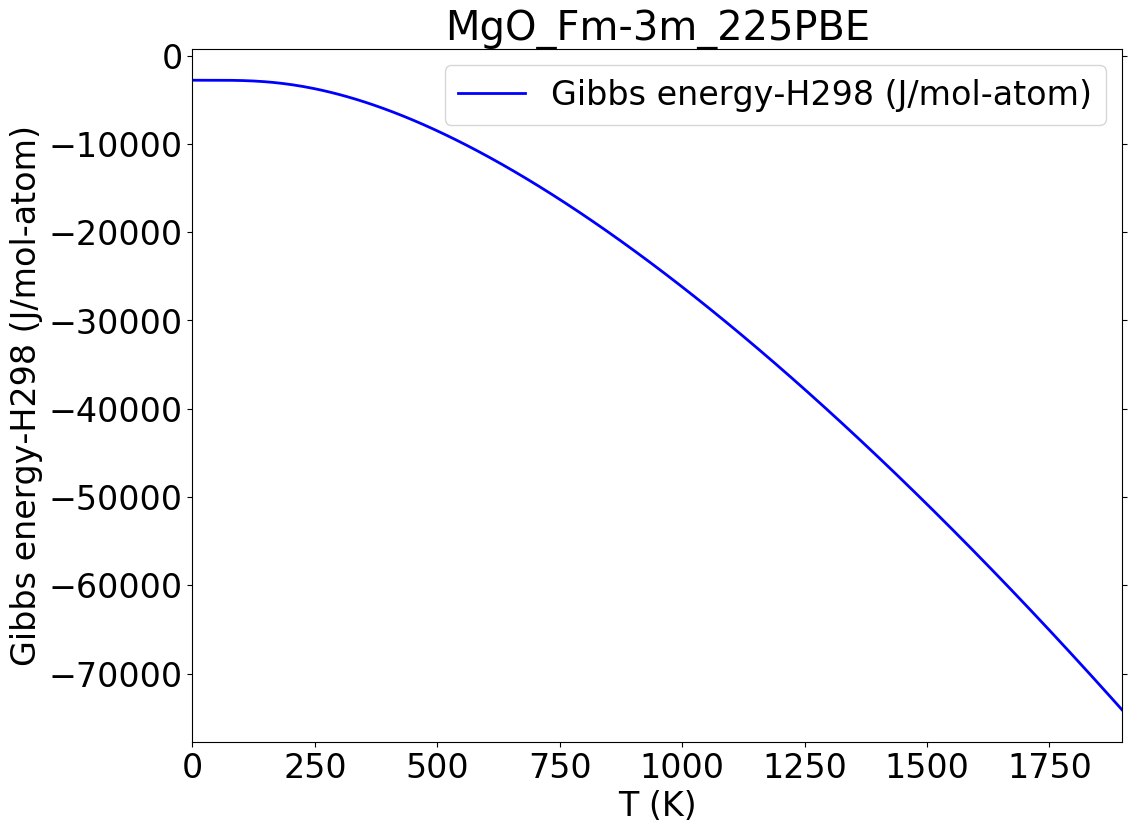 MgO_Fm-3m_225PBE
Gibbs energy-H298 (J/mol-atom)
Gibbs energy-H298 (J/mol-atom)
0
−10000
−20000
−30000
−40000
−50000
−60000
−70000
0 250 500 750 1000 1250 1500 1750
T (K)